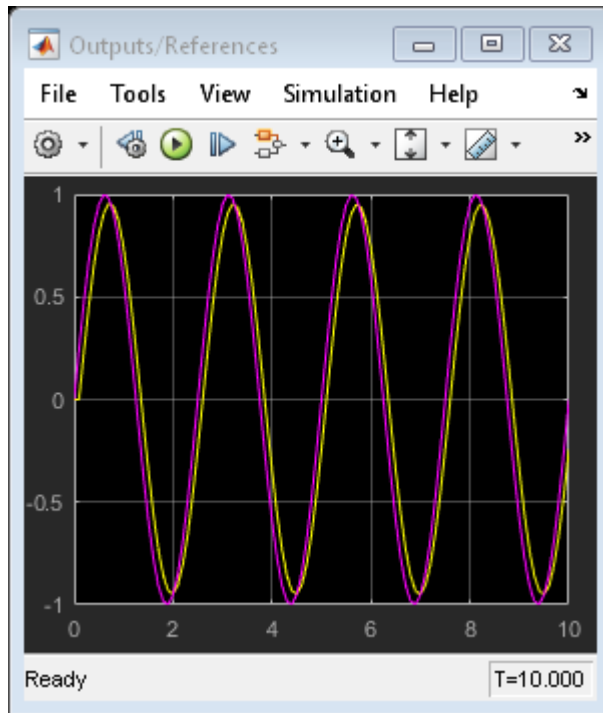 Outputs/References
File Tools View Simulation Help
1
0.5
0
-0.5
-1
0 2 4 6 8 10
Ready T=10.000